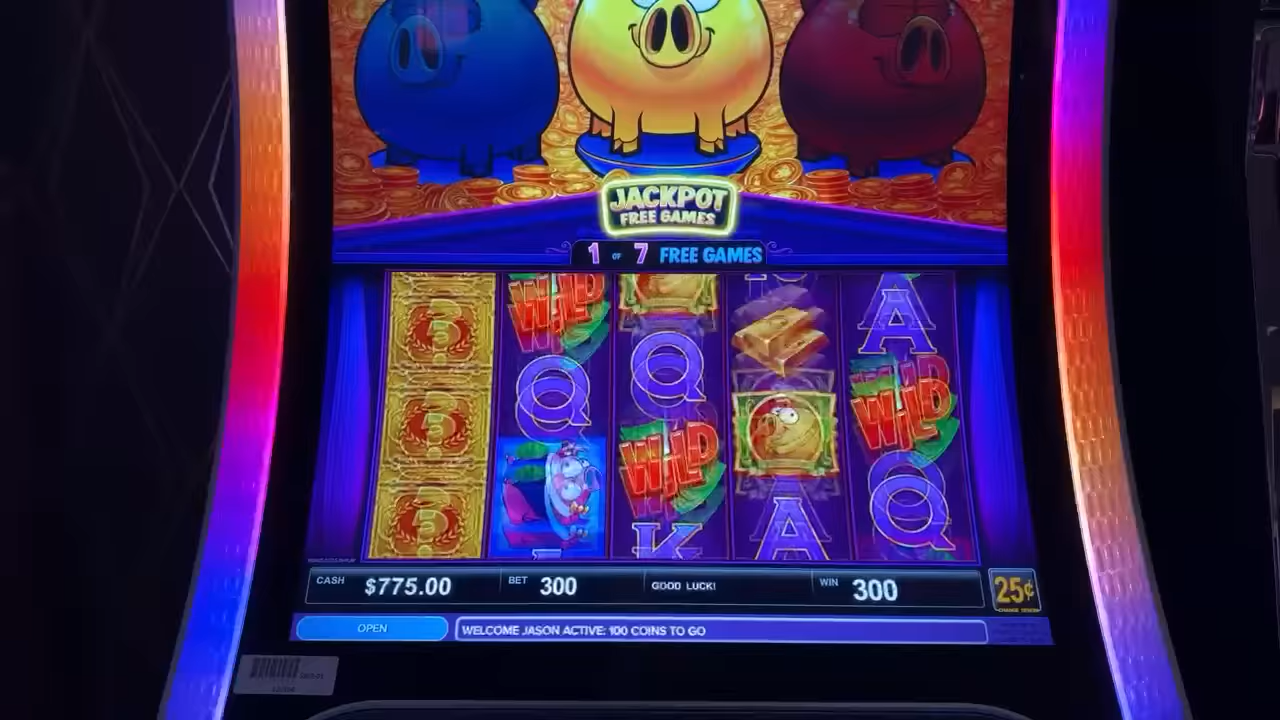 JACKPOT
FREE GAMES
1 OF 7 FREE GAMES
WILD
A
Q
Q
WILD
WILD
Q
K
A
CASH $775.00 BET 300 GOOD LUCK! WIN 300 25¢
OPEN WELCOME JASON ACTIVE: 100 COINS TO GO